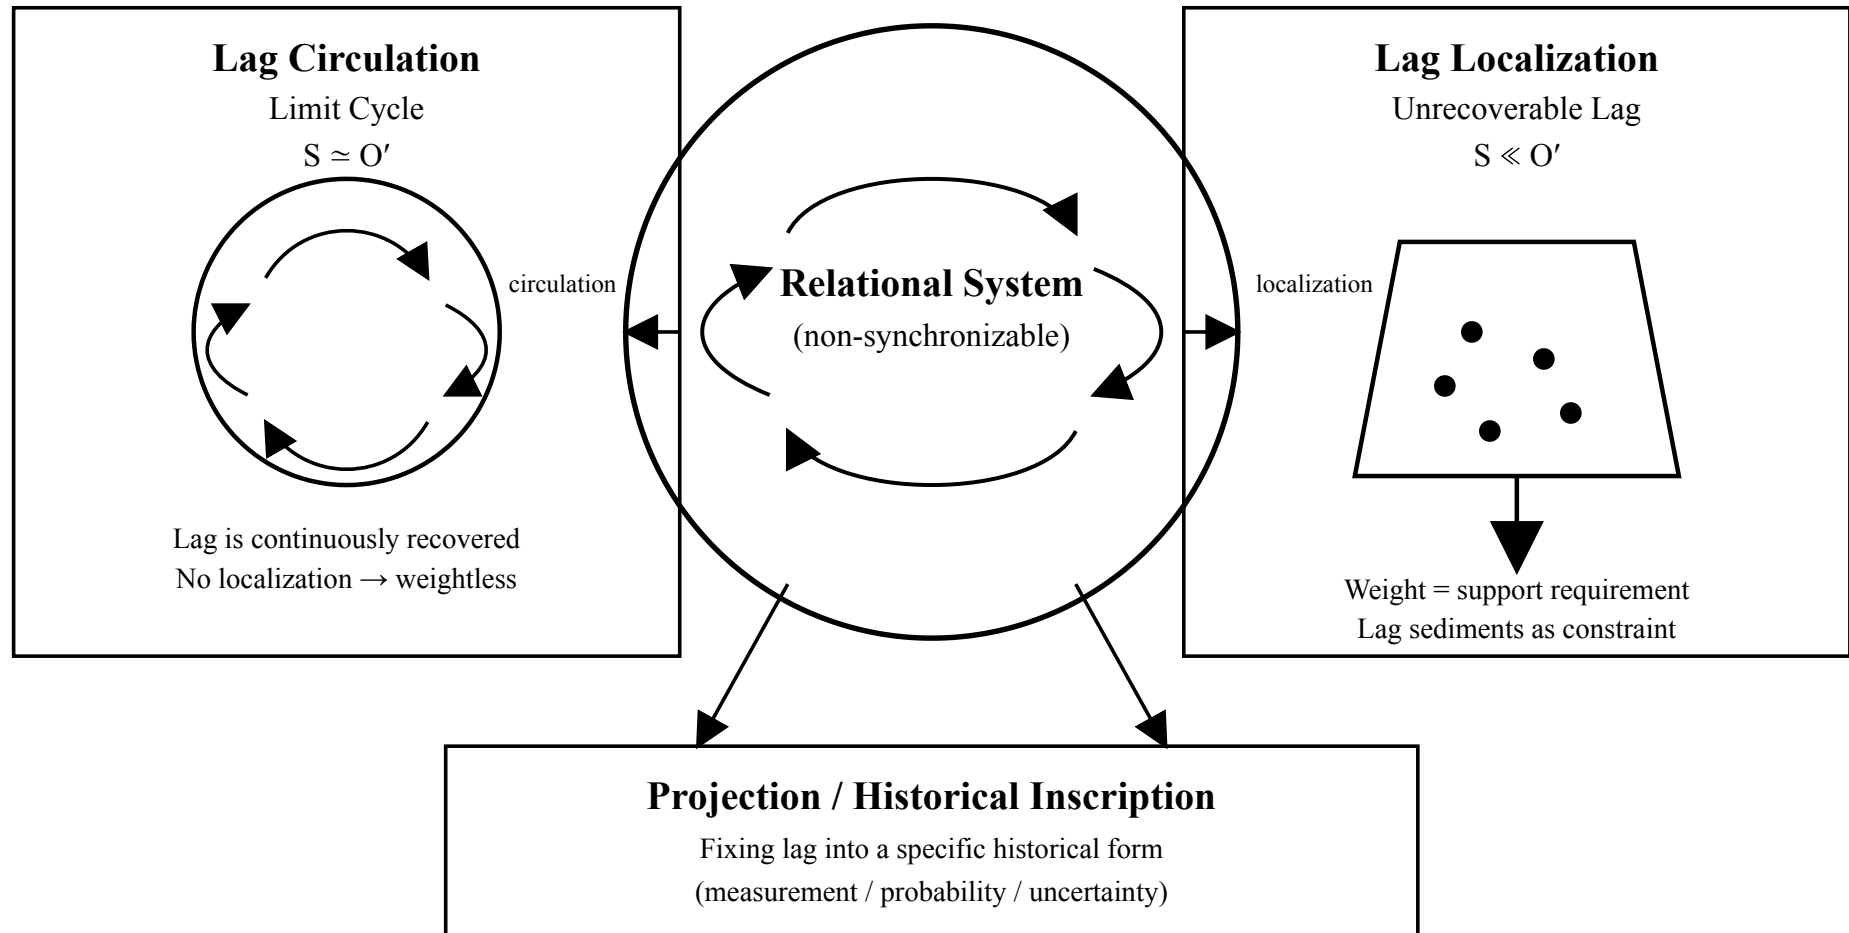 Lag Circulation
Limit Cycle
S ≃ O′
circulation
Lag is continuously recovered
No localization → weightless
Relational System
(non-synchronizable)
Lag Localization
Unrecoverable Lag
S ≪ O′
localization
Weight = support requirement
Lag sediments as constraint
Projection / Historical Inscription
Fixing lag into a specific historical form
(measurement / probability / uncertainty)